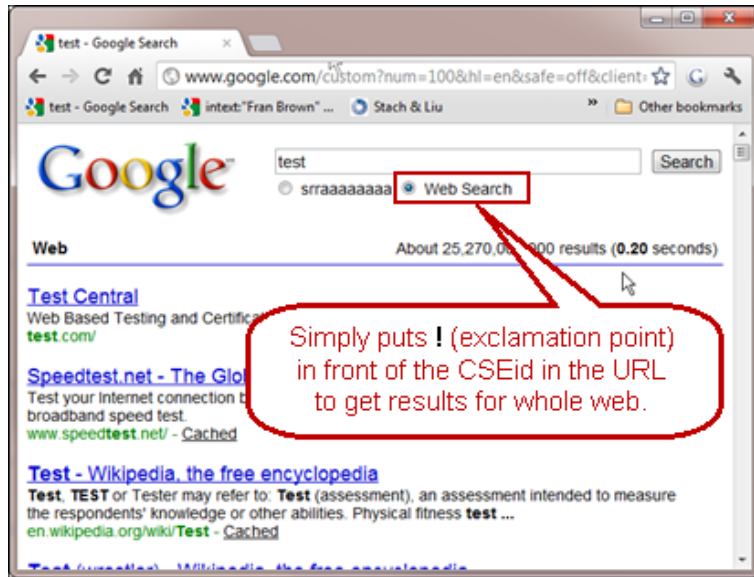 test - Google Search
www.google.com/custom?num=100&hl=en&safe=off&client
test - Google Search intext:"Fran Brown" ... Stach & Liu » Other bookmarks
Google
test Search
srraaaaaaaa Web Search
Web About 25,270,0 000 results (0.20 seconds)
Test Central
Web Based Testing and Certifica
test.com/
Simply puts ! (exclamation point)
in front of the CSEid in the URL
to get results for whole web.
Speedtest.net - The Glo
Test your Internet connection b
broadband speed test.
www.speedtest.net/ - Cached
Test - Wikipedia, the free encyclopedia
Test, TEST or Tester may refer to: Test (assessment), an assessment intended to measure
the respondents' knowledge or other abilities. Physical fitness test ...
en.wikipedia.org/wiki/Test - Cached